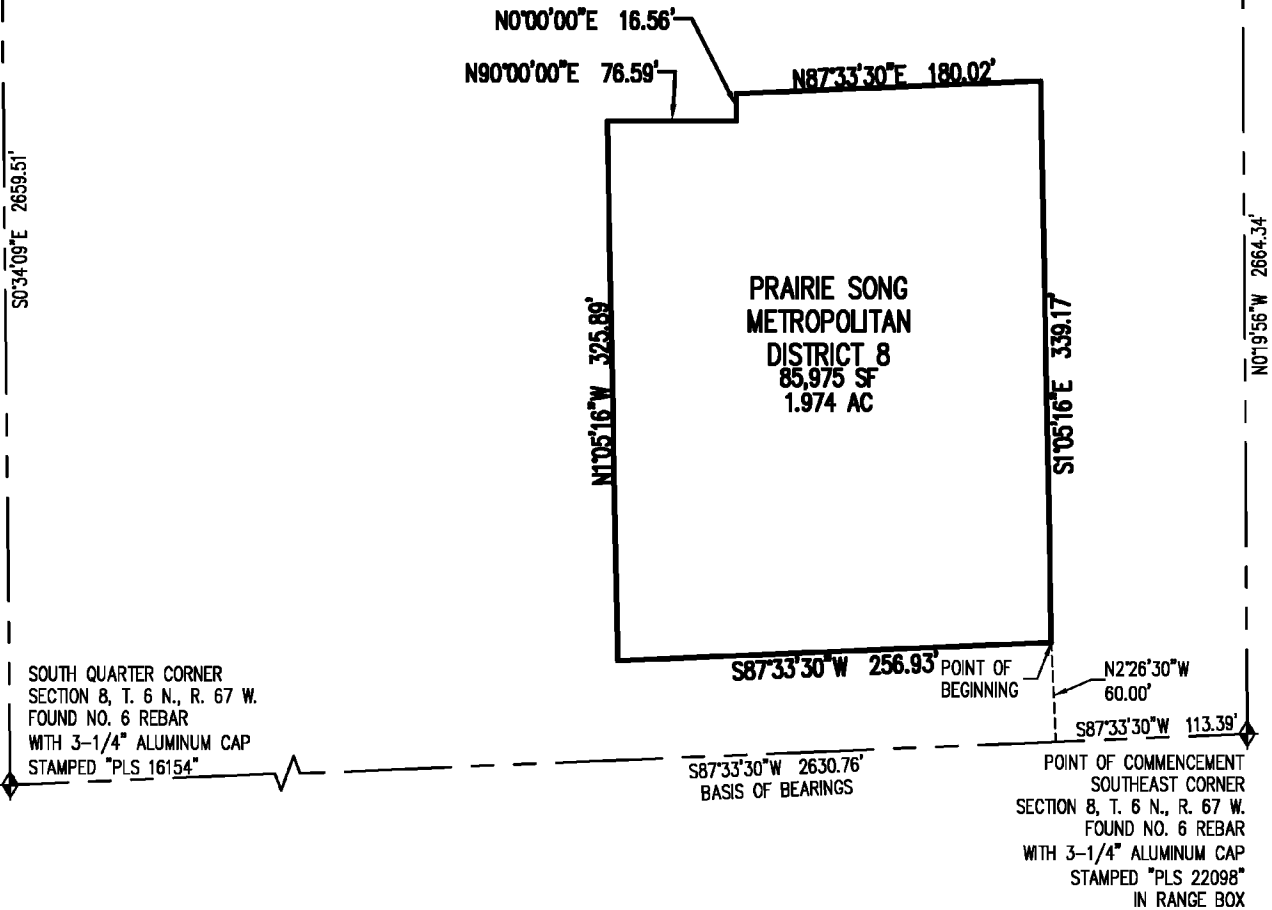 N0°00'00"E 16.56'
N90°00'00"E 76.59'
N87°33'30"E 180.02'
S0°34'09"E 2659.51'
N0°19'56"W 2664.34'
PRAIRIE SONG
METROPOLITAN
DISTRICT 8
85,975 SF
1.974 AC
N1°05'16"W 325.89'
S1°05'16"E 339.17'
S87°33'30"W 256.93'
POINT OF
BEGINNING
N2°26'30"W
60.00'
S87°33'30"W 113.39'
SOUTH QUARTER CORNER
SECTION 8, T. 6 N., R. 67 W.
FOUND NO. 6 REBAR
WITH 3-1/4" ALUMINUM CAP
STAMPED "PLS 16154"
S87°33'30"W 2630.76'
BASIS OF BEARINGS
POINT OF COMMENCEMENT
SOUTHEAST CORNER
SECTION 8, T. 6 N., R. 67 W.
FOUND NO. 6 REBAR
WITH 3-1/4" ALUMINUM CAP
STAMPED "PLS 22098"
IN RANGE BOX